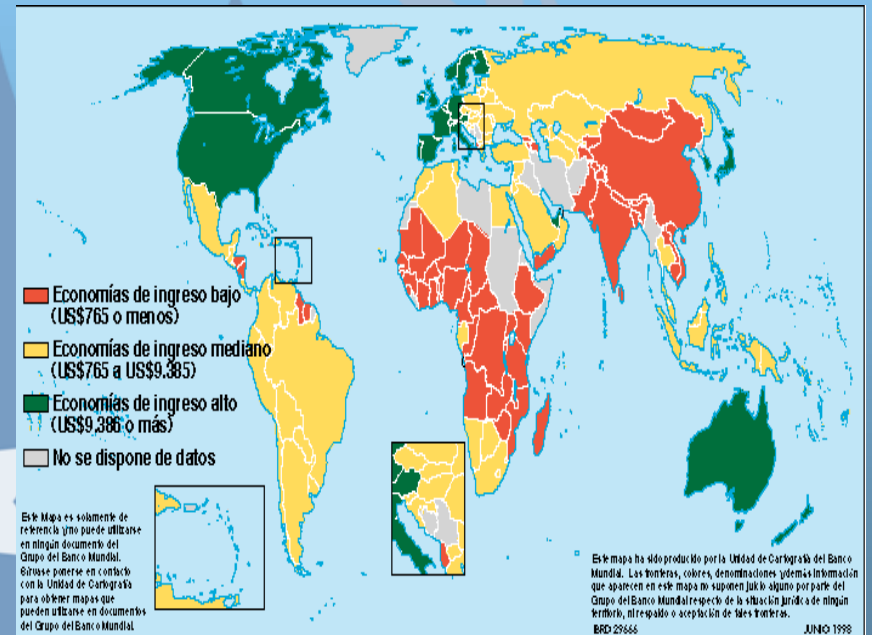 Economías de ingreso bajo
(US$765 o menos)
Economías de ingreso mediano
(US$765 a US$9.385)
Economías de ingreso alto
(US$9,386 o más)
No se dispone de datos
Este Mapa es solamente de
referencia y no puede utilizarse
en ningún documento del
Grupo del Banco Mundial.
Sírvase ponerse en contacto
con la Unidad de Cartografía
para obtener mapas que
pueden utilizarse en documentos
del Grupo del Banco Mundial.
Este mapa ha sido producido por la Unidad de Cartografía del Banco
Mundial. Las fronteras, colores, denominaciones y demás información
que aparecen en este mapa no suponen juicio alguno por parte del
Grupo del Banco Mundial respecto de la situación jurídica de ningún
territorio, ni respaldo o aceptación de tales fronteras.
BRD 29666
JUNIO 1998